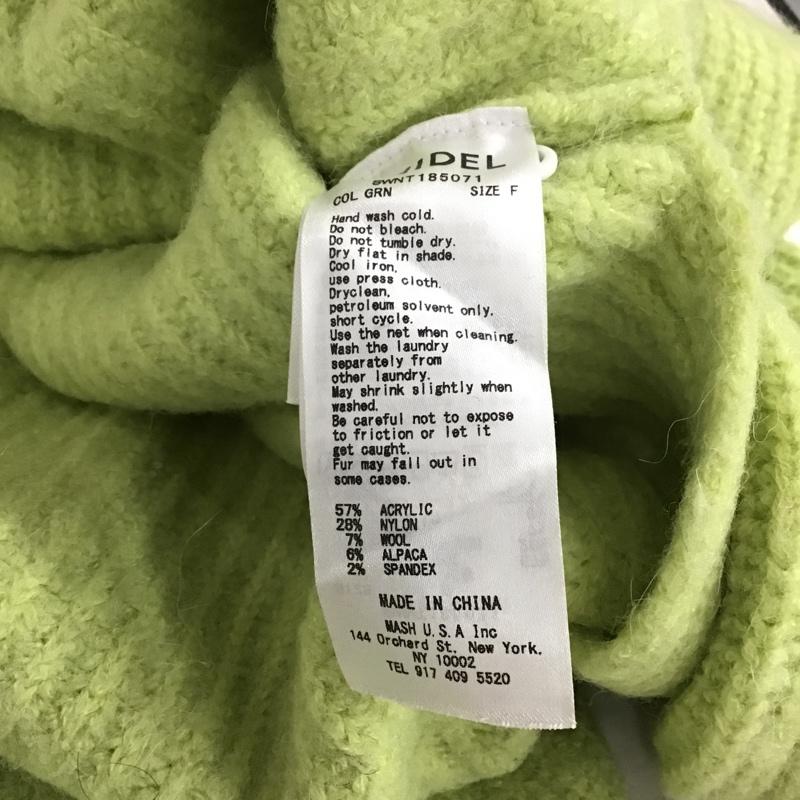 IDEL
SWNT185071
COL GRN SIZE F
Hand wash cold.
Do not bleach.
Do not tumble dry.
Dry flat in shade.
Cool iron,
use press cloth.
Dryclean,
petroleum solvent only.
short cycle.
Use the net when cleaning.
Wash the laundry
separately from
other laundry.
May shrink slightly when
washed.
Be careful not to expose
to friction or let it
get caught.
Fur may fall out in
some cases.
57% ACRYLIC
28% NYLON
7% WOOL
6% ALPACA
2% SPANDEX
MADE IN CHINA
MASH U.S.A Inc
144 Orchard St. New York.
NY 10002
TEL 917 409 5520